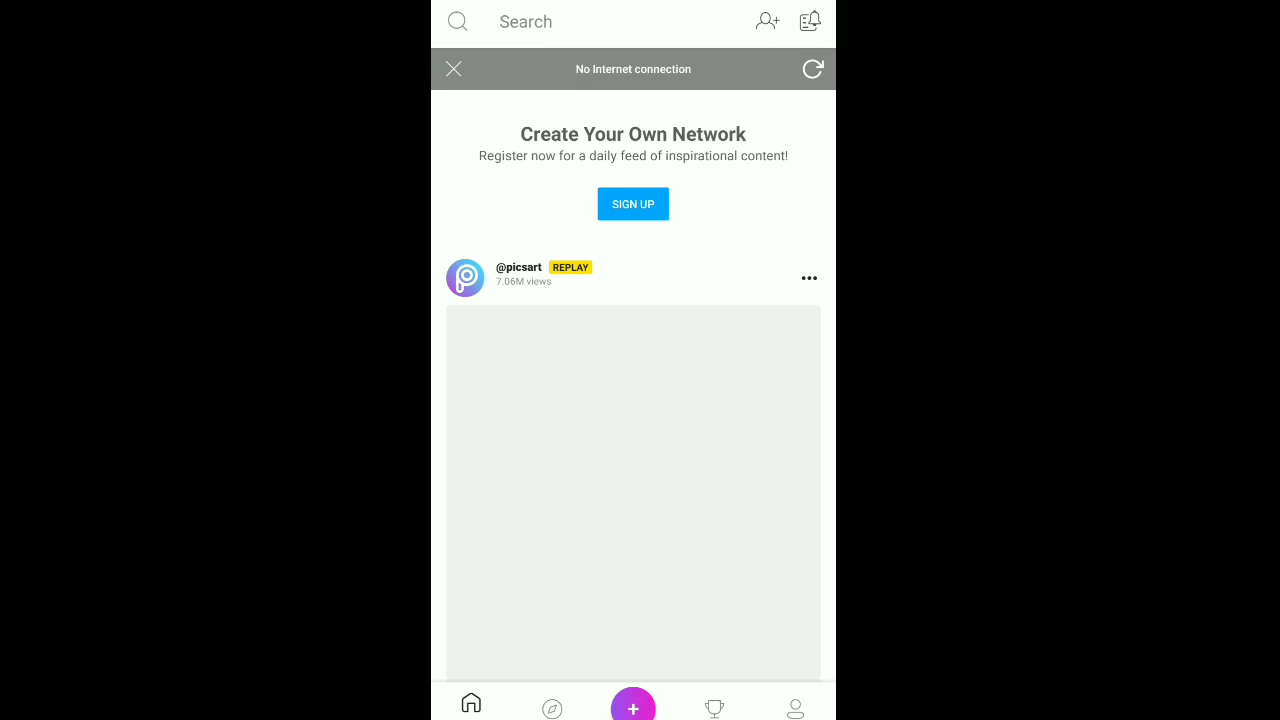 Search
No Internet connection
Create Your Own Network
Register now for a daily feed of inspirational content!
SIGN UP
@picsart REPLAY
7.06M views